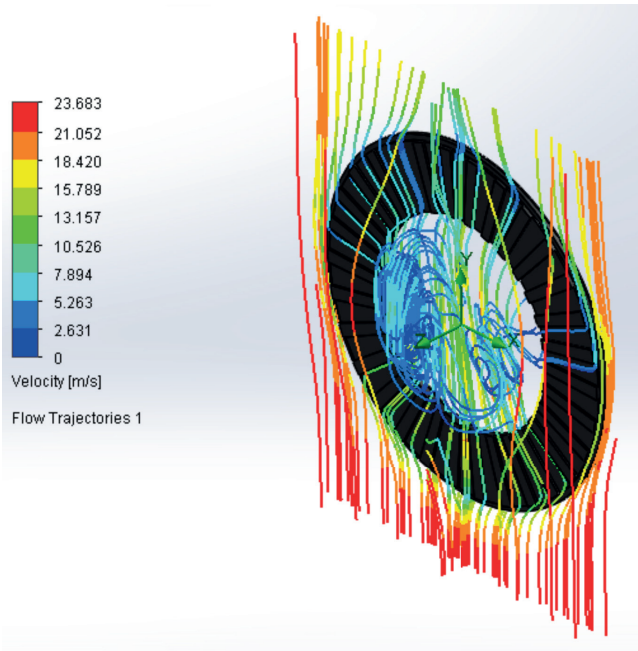 23.683
21.052
18.420
15.789
13.157
10.526
7.894
5.263
2.631
0
Velocity [m/s]
Flow Trajectories 1
Y
Z
X